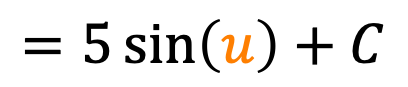 = 5 sin(u) + C